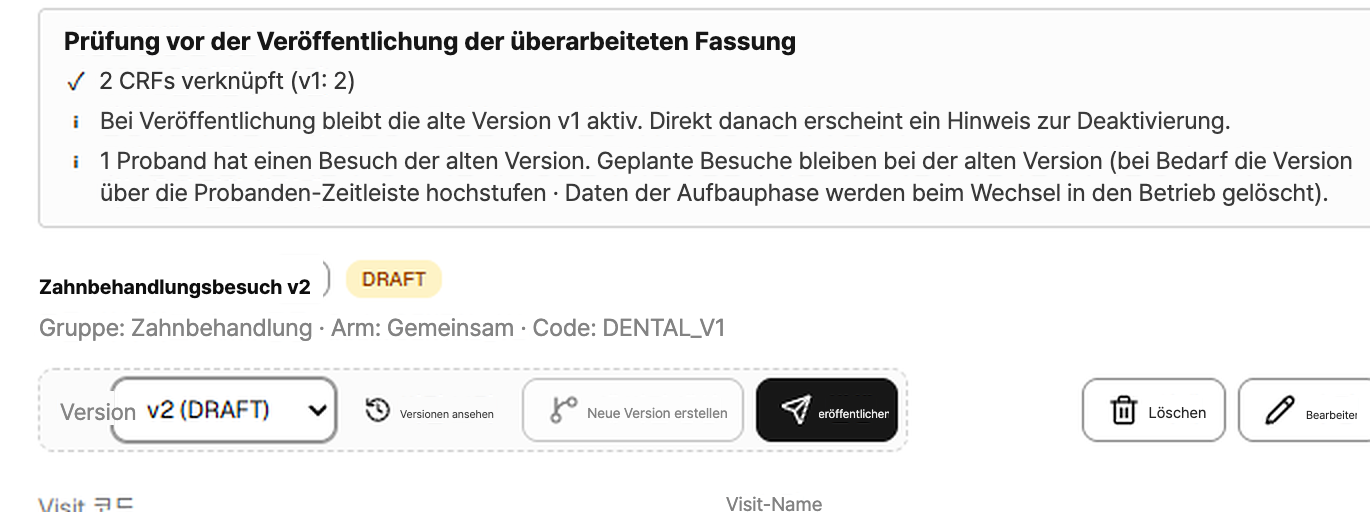 Prüfung vor der Veröffentlichung der überarbeiteten Fassung
✓ 2 CRFs verknüpft (v1: 2)
i Bei Veröffentlichung bleibt die alte Version v1 aktiv. Direkt danach erscheint ein Hinweis zur Deaktivierung.
i 1 Proband hat einen Besuch der alten Version. Geplante Besuche bleiben bei der alten Version (bei Bedarf die Version
über die Probanden-Zeitleiste hochstufen · Daten der Aufbauphase werden beim Wechsel in den Betrieb gelöscht).
Zahnbehandlungsbesuch v2 ) DRAFT
Gruppe: Zahnbehandlung · Arm: Gemeinsam · Code: DENTAL_V1
Version v2 (DRAFT) Versionen ansehen Neue Version erstellen eröffentlicher Löschen Bearbeiter
Visit 코드 Visit-Name